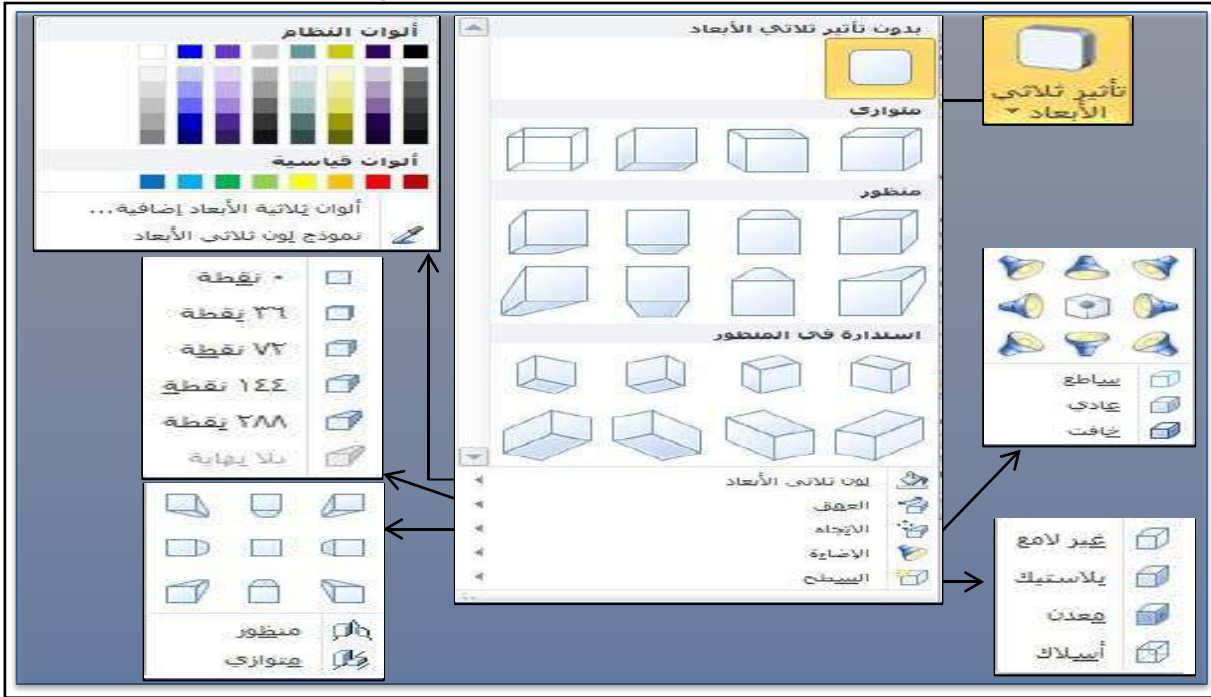 تأثير ثلاثي
الأبعاد
بدون تأثير ثلاثي الأبعاد
متوازي
منظور
استدارة في المنظور
لون ثلاثي الأبعاد
العمق
الاتجاه
الإضاءة
السطح
ألوان النظام
ألوان قياسية
ألوان ثلاثية الأبعاد إضافية...
نموذج لون ثلاثي الأبعاد
٠ نقطة
٣٦ نقطة
٧٢ نقطة
١٤٤ نقطة
٢٨٨ نقطة
بلا نهاية
منظور
متوازي
ساطع
عادي
خافت
غير لامع
بلاستيك
معدن
أسلاك